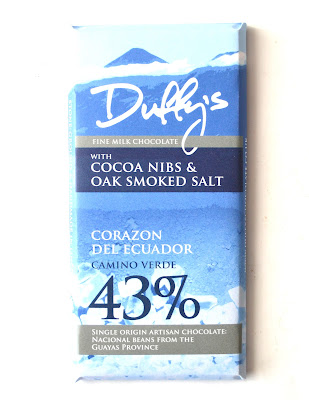 Duffy's
FINE MILK CHOCOLATE
WITH
COCOA NIBS &
OAK SMOKED SALT
CORAZON
DEL ECUADOR
CAMINO VERDE
43%
SINGLE ORIGIN ARTISAN CHOCOLATE:
NACIONAL BEANS FROM THE
GUAYAS PROVINCE